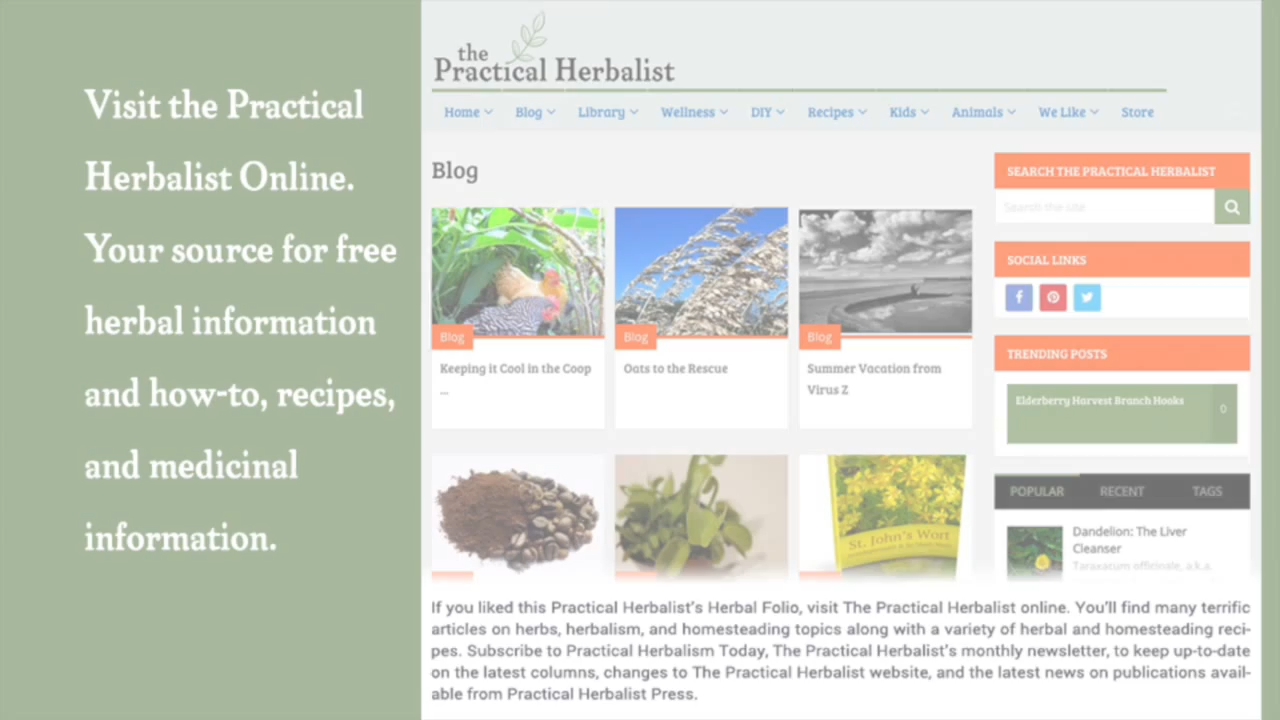 Visit the Practical
Herbalist Online.
Your source for free
herbal information
and how-to, recipes,
and medicinal
information.
the
Practical Herbalist
Home Blog Library Wellness DIY Recipes Kids Animals We Like Store
Blog
Blog
Keeping it Cool in the Coop
...
Blog
Oats to the Rescue
Blog
Summer Vacation from
Virus Z
St. John's Wort
SEARCH THE PRACTICAL HERBALIST
Search the site
SOCIAL LINKS
f
TRENDING POSTS
Elderberry Harvest Branch Hooks
0
POPULAR RECENT TAGS
Dandelion: The Liver
Cleanser
Taraxacum officinale, a.k.a.
If you liked this Practical Herbalist's Herbal Folio, visit The Practical Herbalist online. You'll find many terrific
articles on herbs, herbalism, and homesteading topics along with a variety of herbal and homesteading reci-
pes. Subscribe to Practical Herbalism Today, The Practical Herbalist's monthly newsletter, to keep up-to-date
on the latest columns, changes to The Practical Herbalist website, and the latest news on publications avail-
able from Practical Herbalist Press.